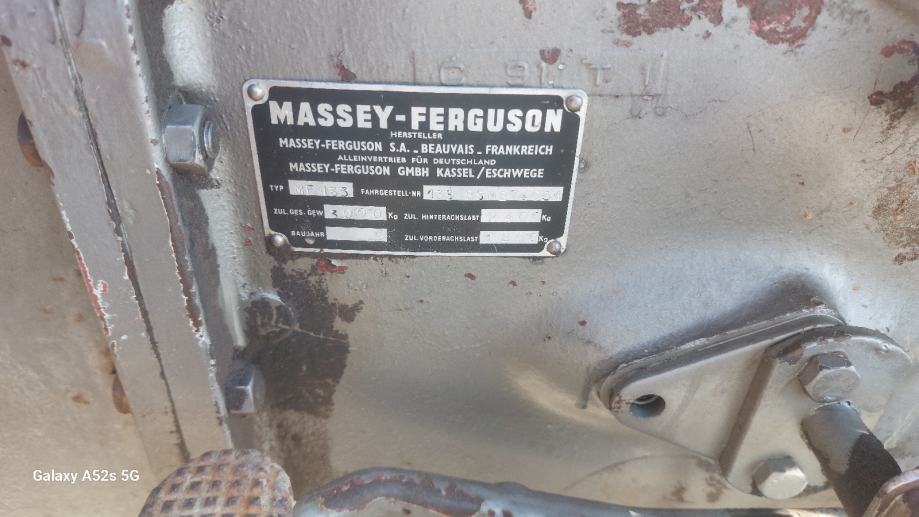 MASSEY-FERGUSON
HERSTELLER
MASSEY-FERGUSON S.A. - BEAUVAIS - FRANKREICH
ALLEINVERTRIEB FÜR DEUTSCHLAND
MASSEY-FERGUSON GMBH KASSEL/ESCHWEGE
TYP MF 133 FAHRGESTELL-NR
ZUL. GES. GEW Kg ZUL. HINTERACHSLAST Kg
BAUJAHR ZUL. VORDERACHSLAST Kg
Galaxy A52s 5G